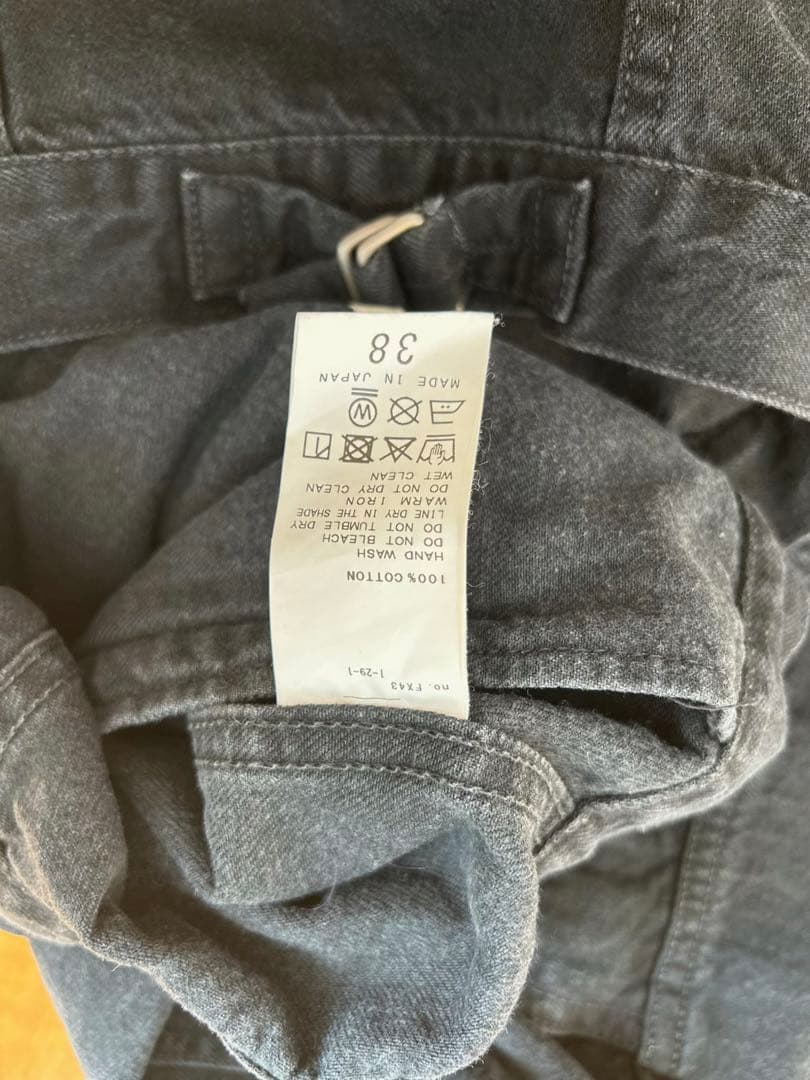 no. FX43
1-29-1
100% COTTON
HAND WASH
DO NOT BLEACH
DO NOT TUMBLE DRY
LINE DRY IN THE SHADE
WARM IRON
DO NOT DRY CLEAN
WET CLEAN
W
MADE IN JAPAN
38